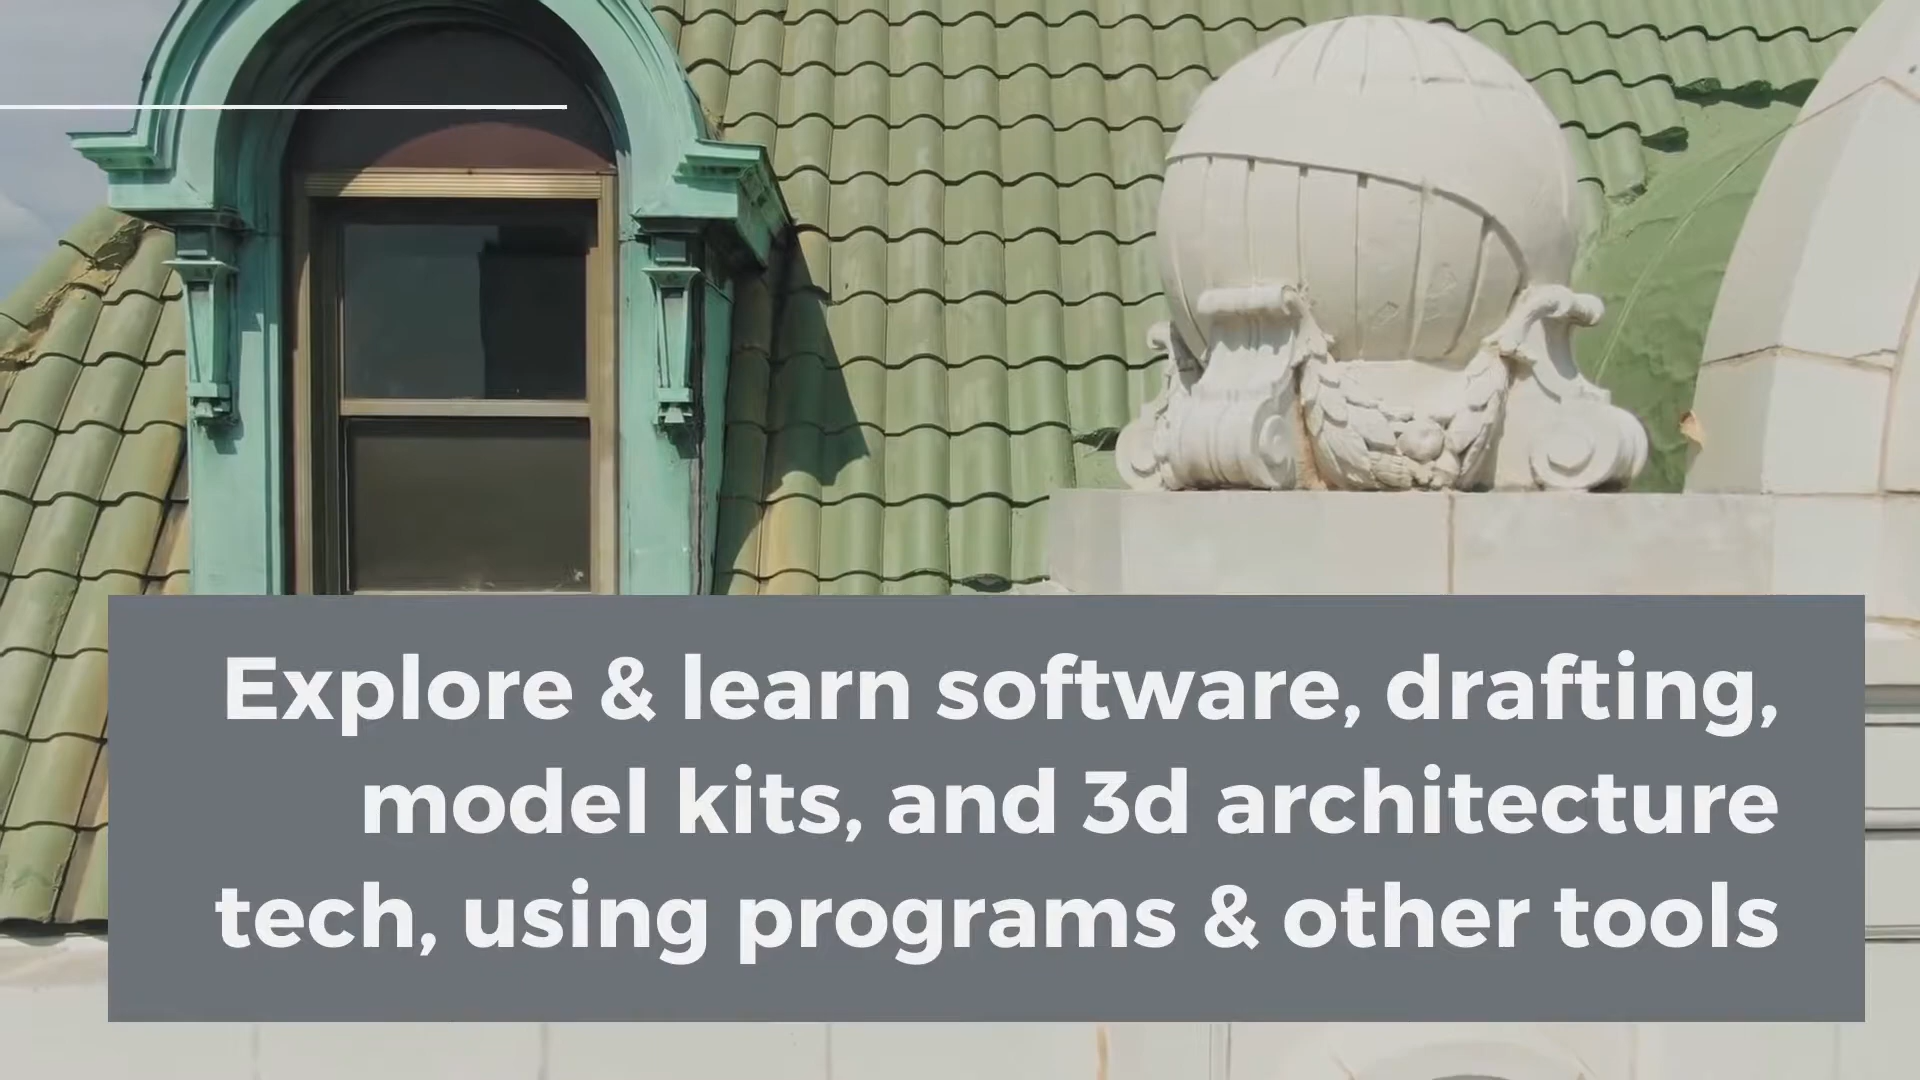 Explore & learn software, drafting,
model kits, and 3d architecture
tech, using programs & other tools